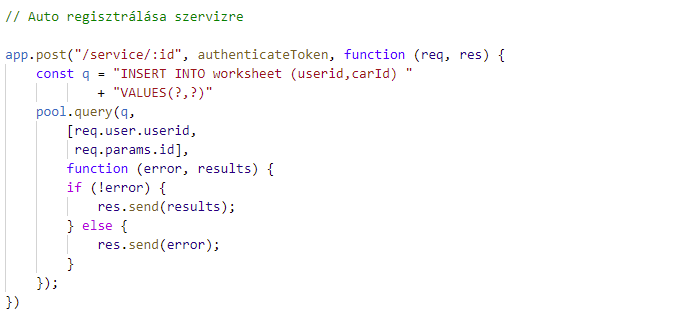 // Auto regisztrálása szervizre
app.post("/service/:id", authenticateToken, function (req, res) {
const q = "INSERT INTO worksheet (userid,carId) "
+ "VALUES(?,?)"
pool.query(q,
[req.user.userid,
req.params.id],
function (error, results) {
if (!error) {
res.send(results);
} else {
res.send(error);
}
});
})